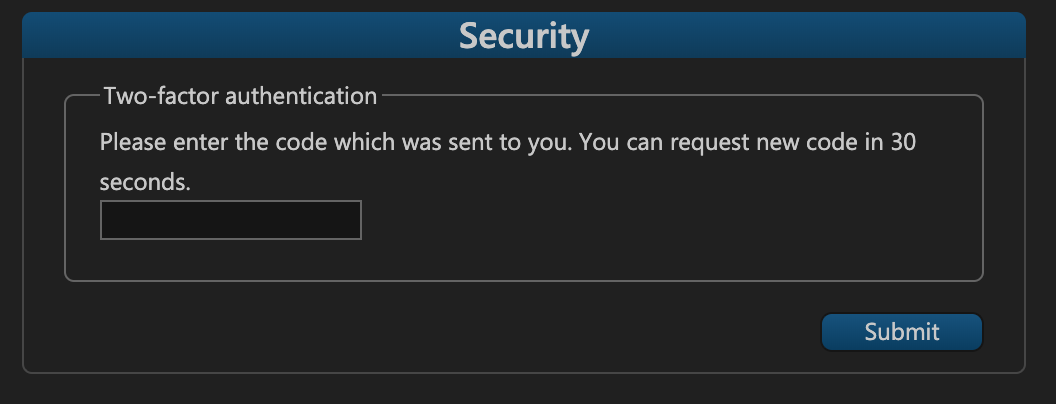 Security
Two-factor authentication
Please enter the code which was sent to you. You can request new code in 30
seconds.
Submit